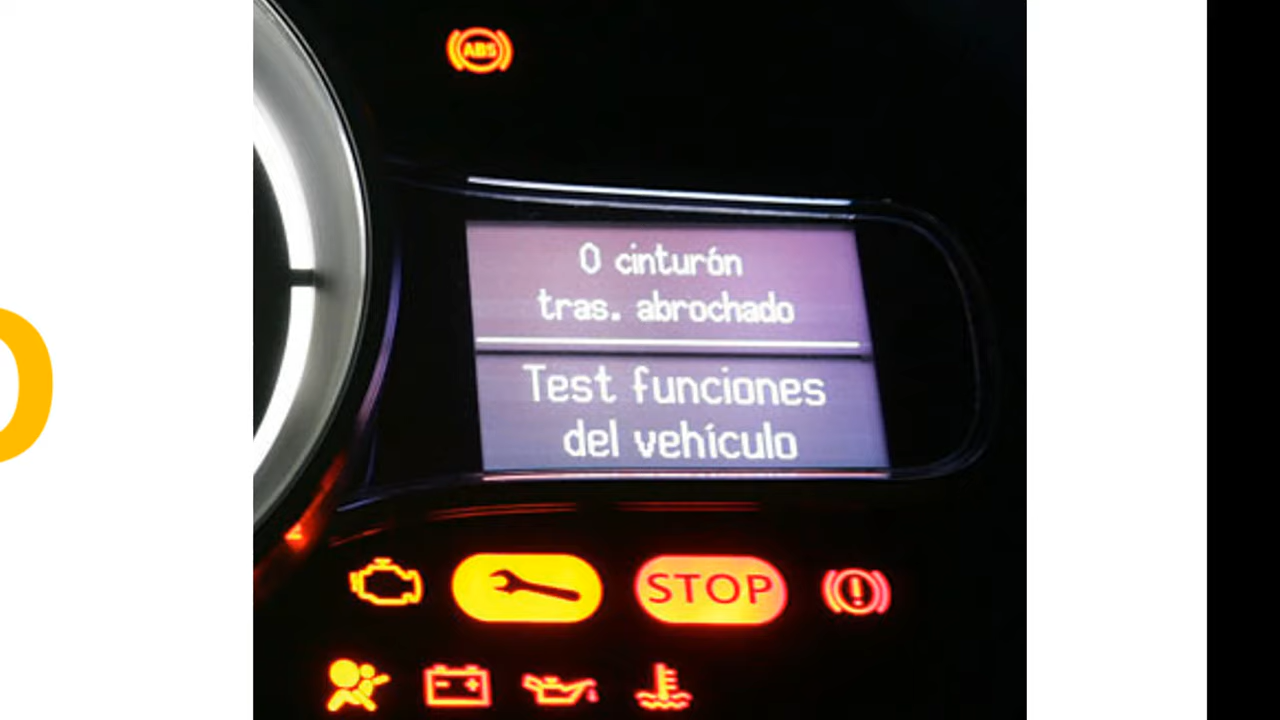 ABS
0 cinturón
tras. abrochado
Test funciones
del vehículo
STOP